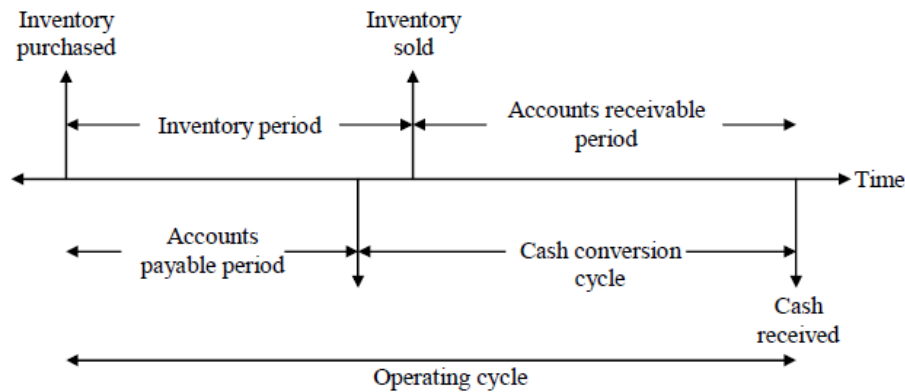 Inventory
purchased
Inventory
sold
Inventory period
Accounts receivable
period
Time
Accounts
payable period
Cash conversion
cycle
Cash
received
Operating cycle